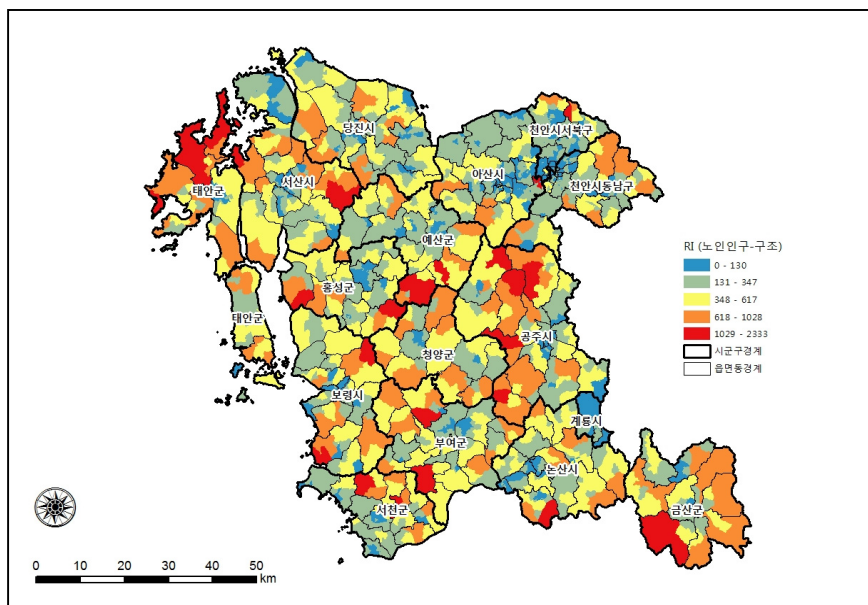 당진시
천안시서북구
아산시
서산시
태안군
천안시동남구
예산군
홍성군
태안군
공주시
청양군
보령시
계룡시
부여군
논산시
서천군
금산군
RI (노인인구-구조)
0 - 130
131 - 347
348 - 617
618 - 1028
1029 - 2333
시군구경계
읍면동경계
0 10 20 30 40 50
km